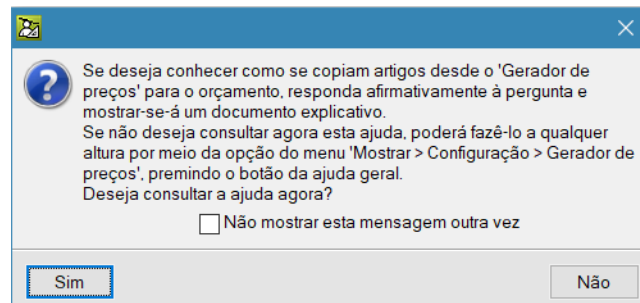 Se deseja conhecer como se copiam artigos desde o 'Gerador de
preços' para o orçamento, responda afirmativamente à pergunta e
mostrar-se-á um documento explicativo.
Se não deseja consultar agora esta ajuda, poderá fazê-lo a qualquer
altura por meio da opção do menu 'Mostrar > Configuração > Gerador de
preços', premindo o botão da ajuda geral.
Deseja consultar a ajuda agora?
Não mostrar esta mensagem outra vez
Sim
Não